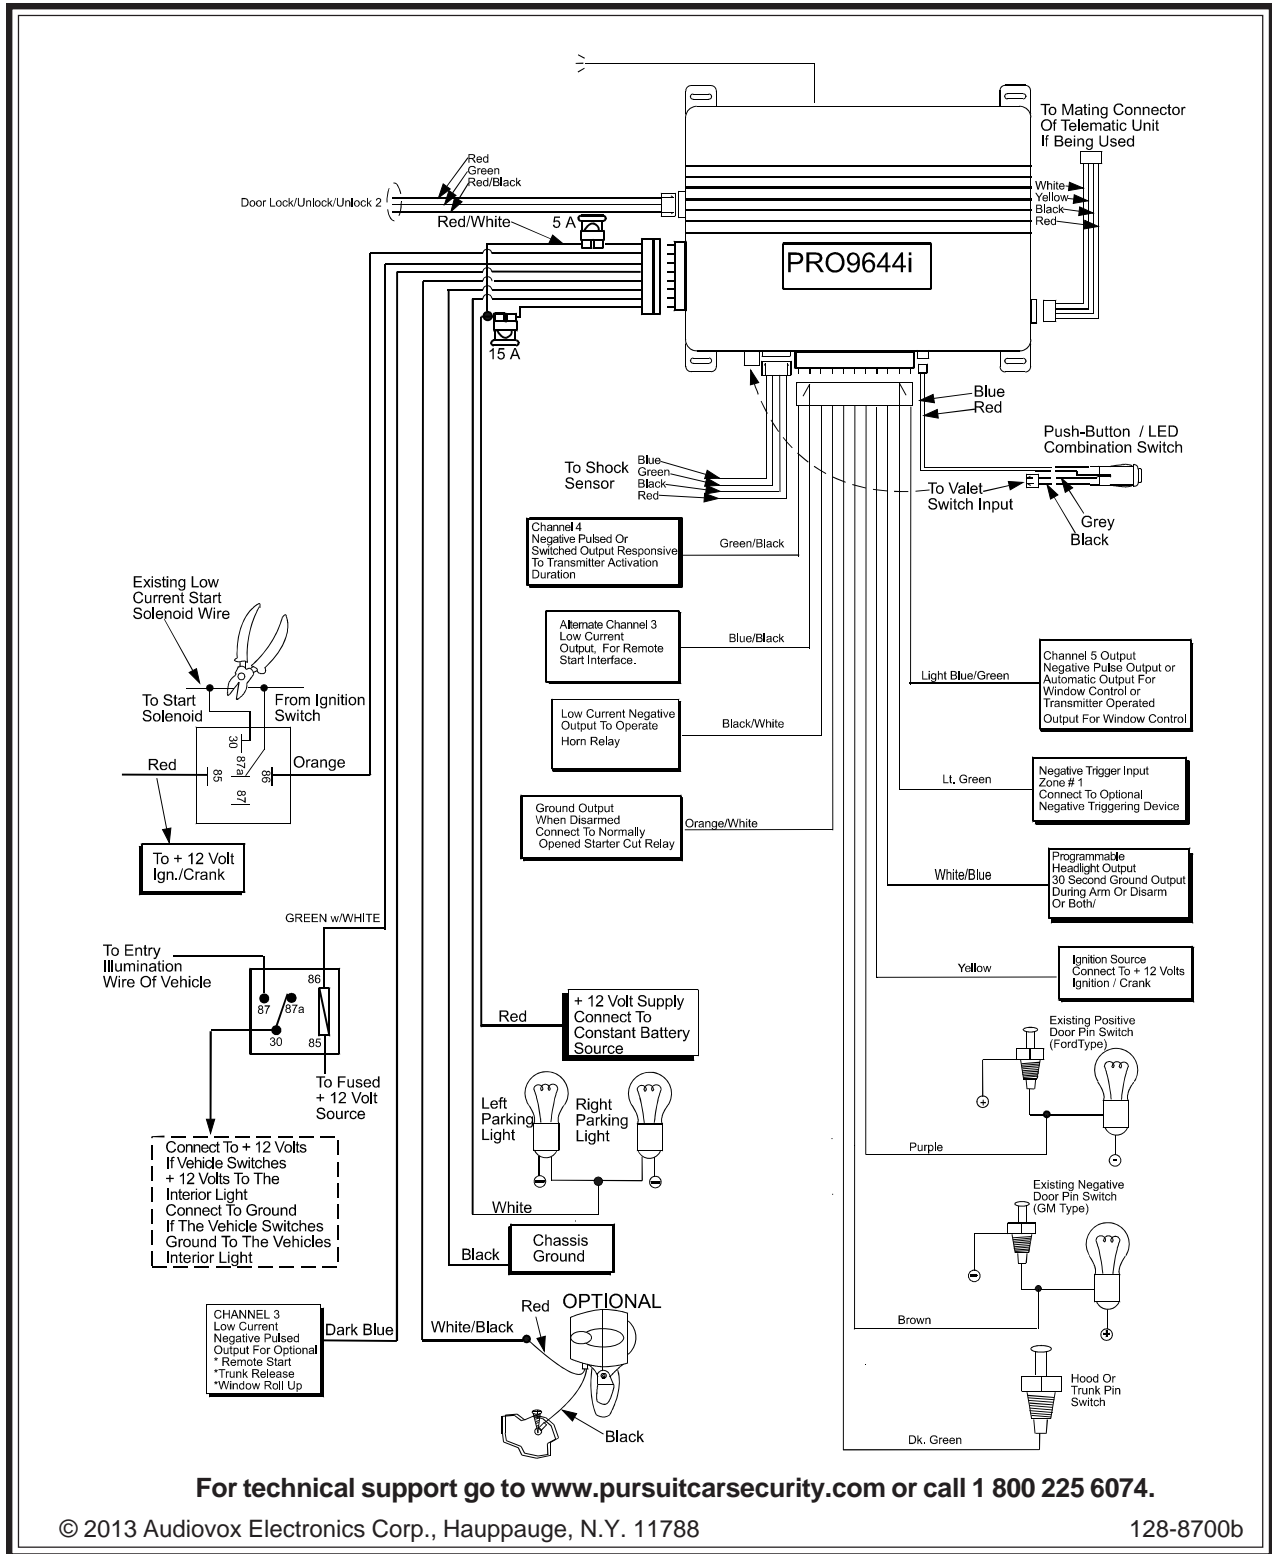 To Mating Connector
Of Telematic Unit
If Being Used
Red
Green
Red/Black
Door Lock/Unlock/Unlock 2
Red/White
5 A
15 A
PRO9644i
White
Yellow
Black
Red
Blue
Red
Push-Button / LED
Combination Switch
To Shock
Sensor
Blue
Green
Black
Red
To Valet
Switch Input
Grey
Black
Channel 4
Negative Pulsed Or
Switched Output Responsive
To Transmitter Activation
Duration
Green/Black
Existing Low
Current Start
Solenoid Wire
To Start
Solenoid
From Ignition
Switch
30
87a
87
85
86
Red
Orange
To + 12 Volt
Ign./Crank
Alternate Channel 3
Low Current
Output, For Remote
Start Interface.
Blue/Black
Low Current Negative
Output To Operate
Horn Relay
Black/White
Ground Output
When Disarmed
Connect To Normally
Opened Starter Cut Relay
Orange/White
Light Blue/Green
Channel 5 Output
Negative Pulse Output or
Automatic Output For
Window Control or
Transmitter Operated
Output For Window Control
Lt. Green
Negative Trigger Input
Zone # 1
Connect To Optional
Negative Triggering Device
White/Blue
Programmable
Headlight Output
30 Second Ground Output
During Arm Or Disarm
Or Both/
Yellow
Ignition Source
Connect To + 12 Volts
Ignition / Crank
GREEN w/WHITE
To Entry
Illumination
Wire Of Vehicle
86
87
87a
30
85
To Fused
+ 12 Volt
Source
Connect To + 12 Volts
If Vehicle Switches
+ 12 Volts To The
Interior Light
Connect To Ground
If The Vehicle Switches
Ground To The Vehicles
Interior Light
Red
+ 12 Volt Supply
Connect To
Constant Battery
Source
Left
Parking
Light
Right
Parking
Light
White
Black
Chassis
Ground
Existing Positive
Door Pin Switch
(FordType)
+
-
Purple
Existing Negative
Door Pin Switch
(GM Type)
Brown
Hood Or
Trunk Pin
Switch
Dk. Green
CHANNEL 3
Low Current
Negative Pulsed
Output For Optional
* Remote Start
*Trunk Release
*Window Roll Up
Dark Blue
White/Black
Red
OPTIONAL
Black
For technical support go to www.pursuitcarsecurity.com or call 1 800 225 6074.
© 2013 Audiovox Electronics Corp., Hauppauge, N.Y. 11788
128-8700b